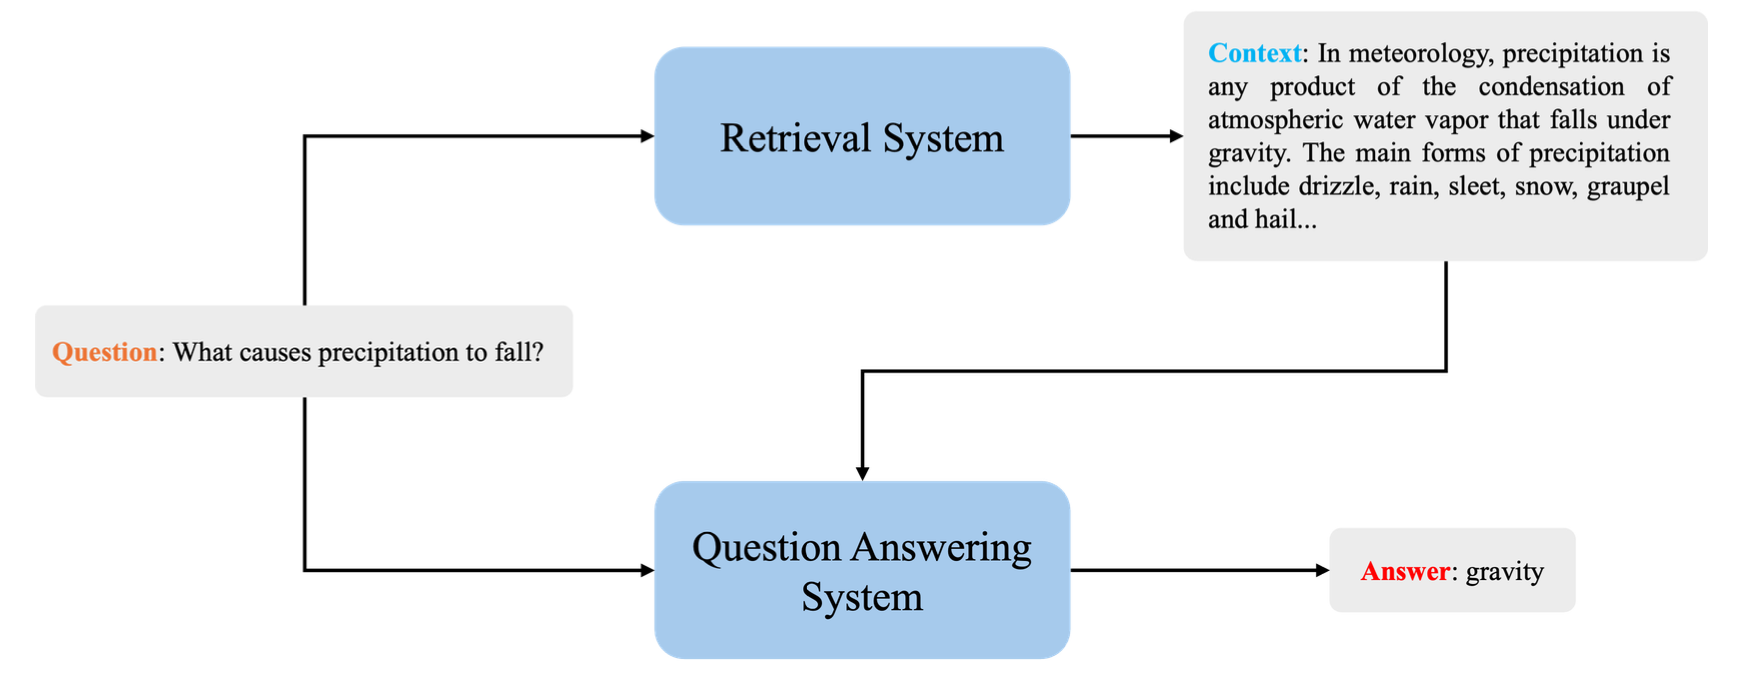 Retrieval System
Context: In meteorology, precipitation is
any product of the condensation of
atmospheric water vapor that falls under
gravity. The main forms of precipitation
include drizzle, rain, sleet, snow, graupel
and hail...
Question: What causes precipitation to fall?
Question Answering
System
Answer: gravity